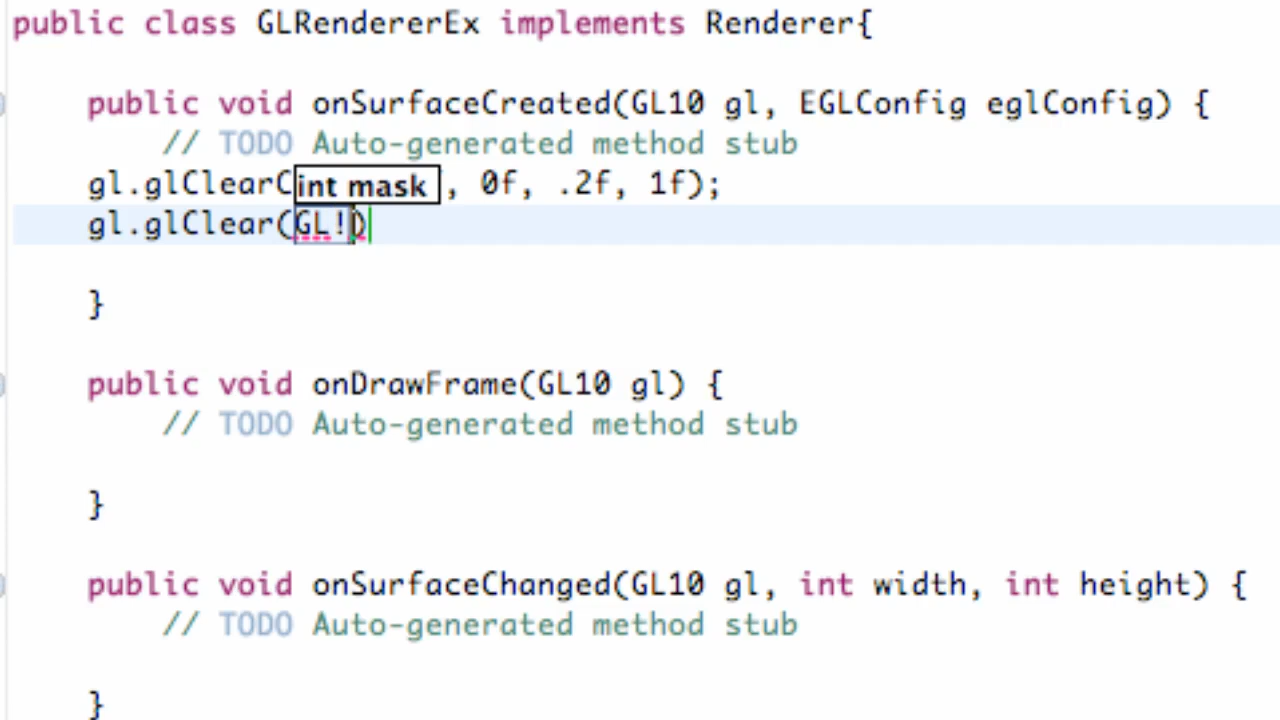 public class GLRendererEx implements Renderer{
public void onSurfaceCreated(GL10 gl, EGLConfig eglConfig) {
// TODO Auto-generated method stub
gl.glClearC int mask , 0f, .2f, 1f);
gl.glClear(GL!)
}
public void onDrawFrame(GL10 gl) {
// TODO Auto-generated method stub
}
public void onSurfaceChanged(GL10 gl, int width, int height) {
// TODO Auto-generated method stub
}